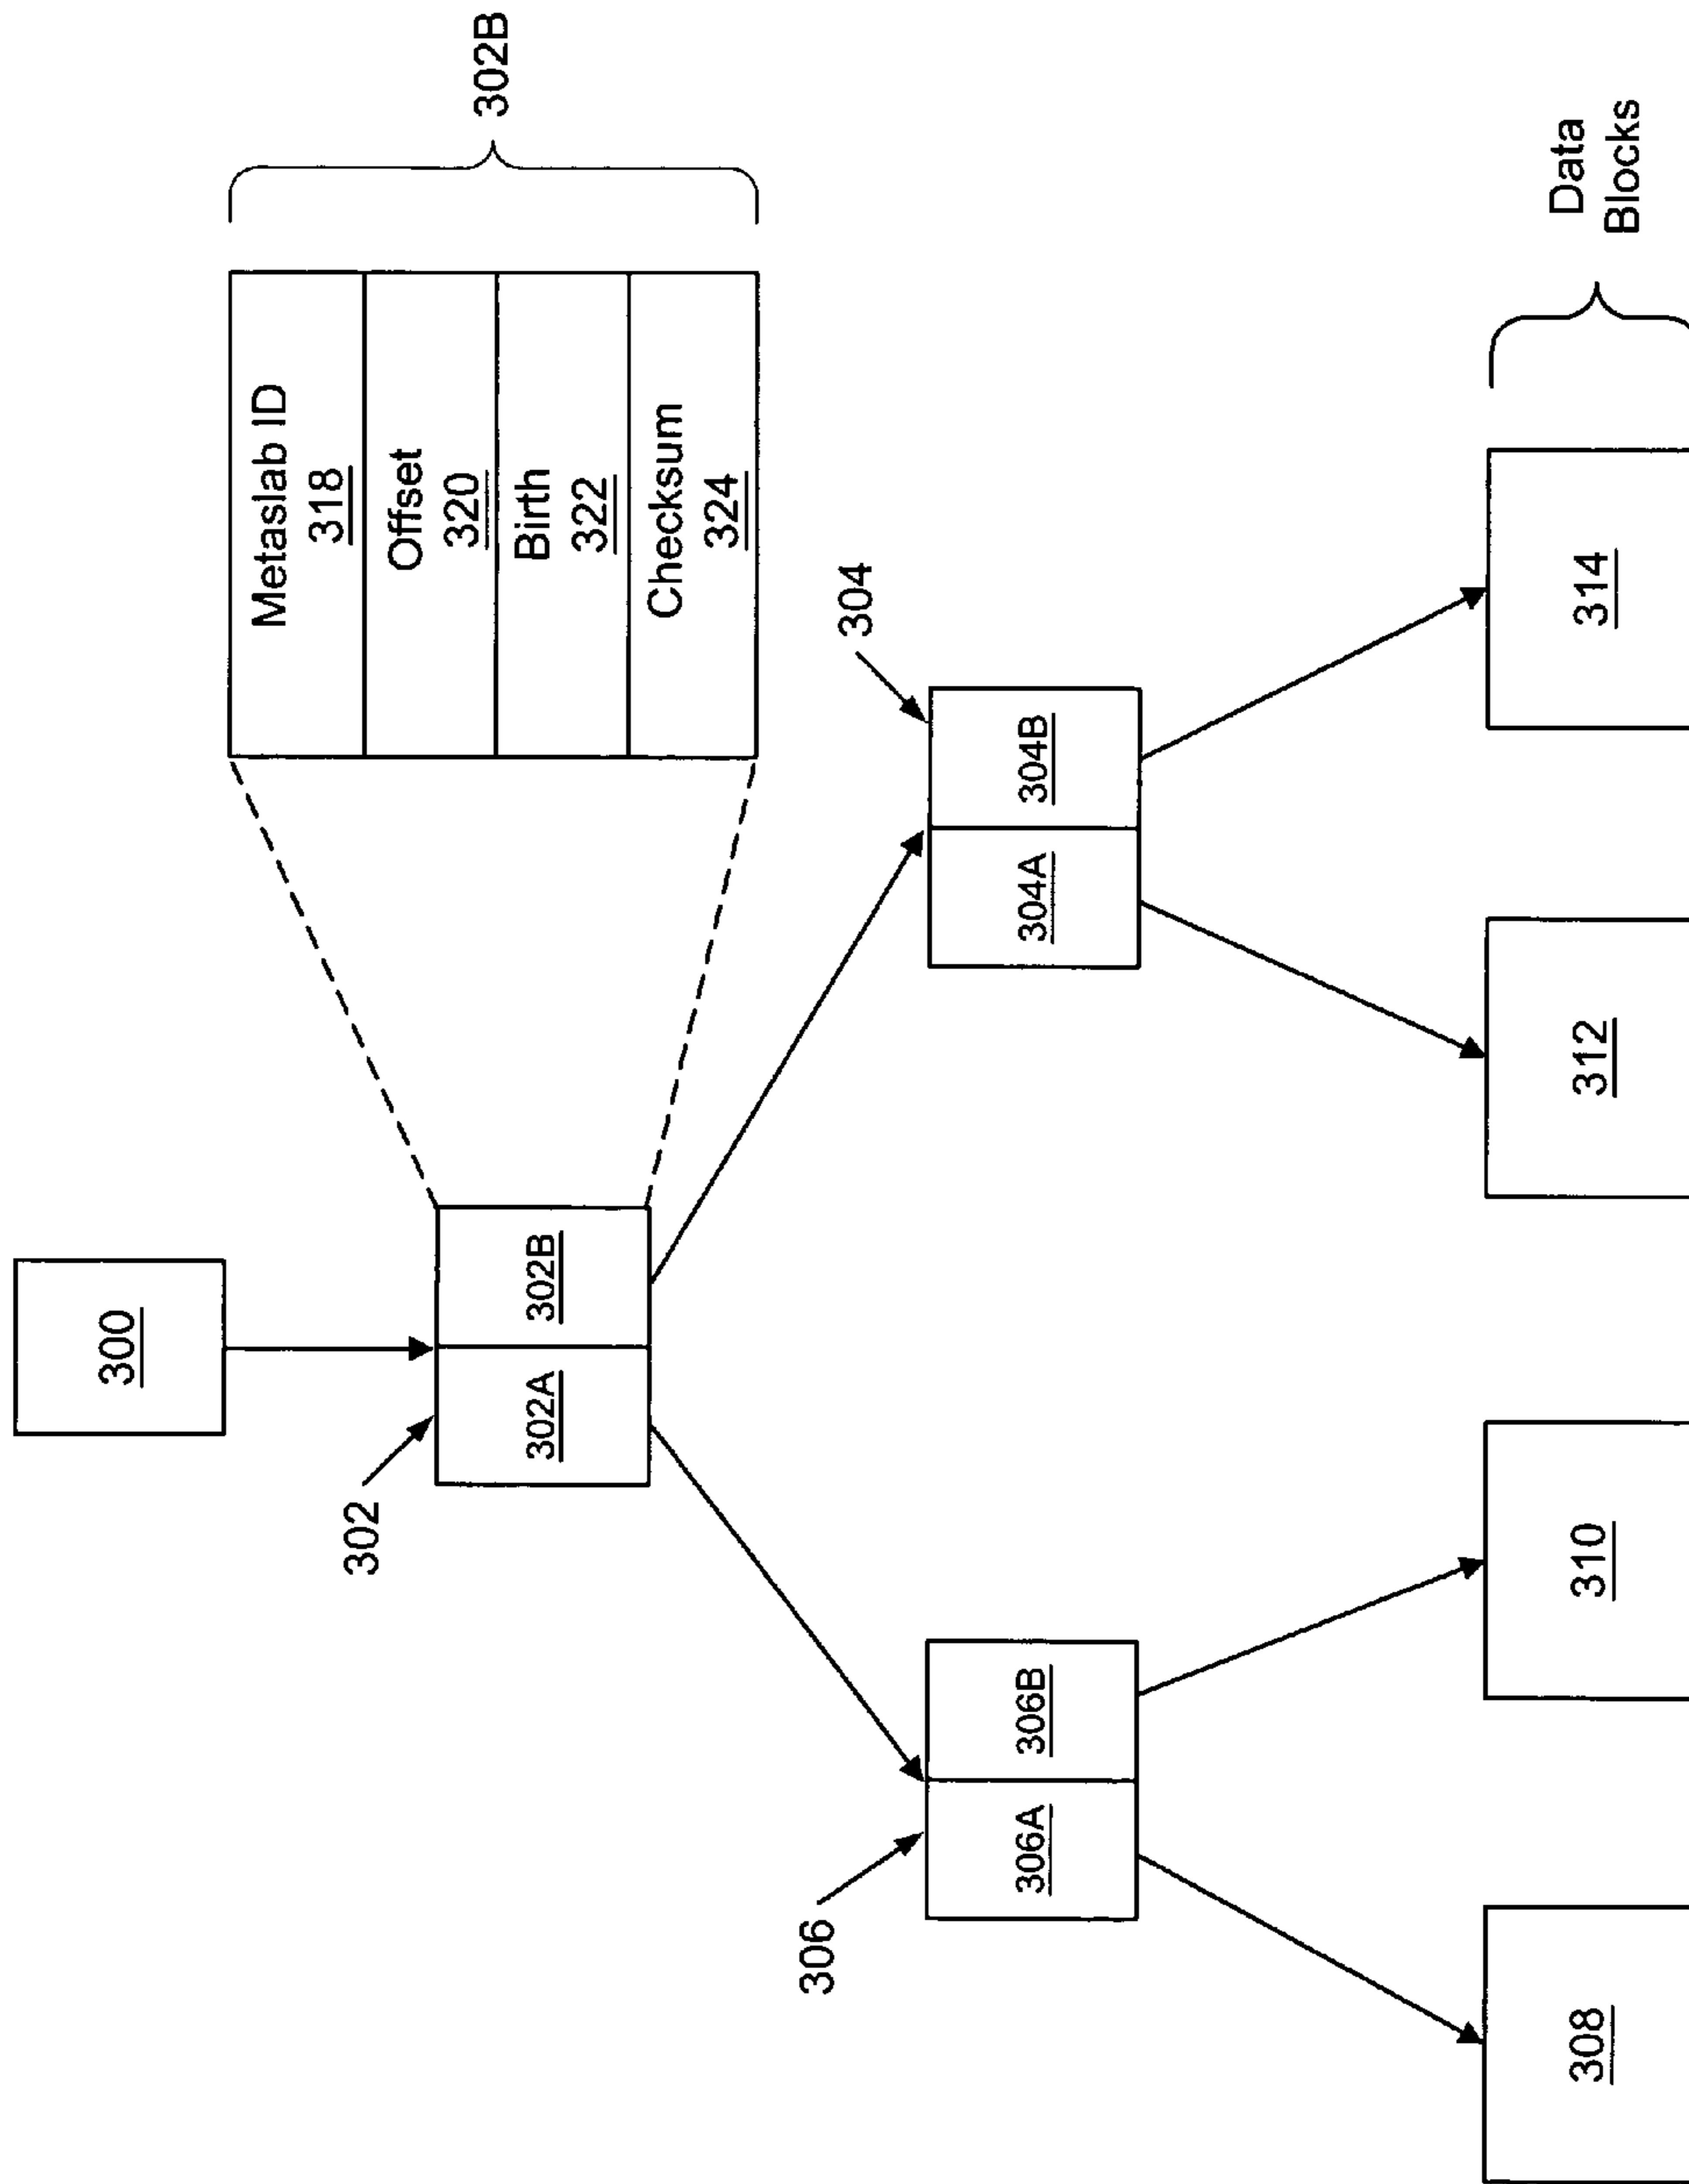 300
302
302A
302B
Metaslab ID
318
Offset
320
Birth
322
Checksum
324
302B
306
306A
306B
304
304A
304B
308
310
312
314
Data
Blocks